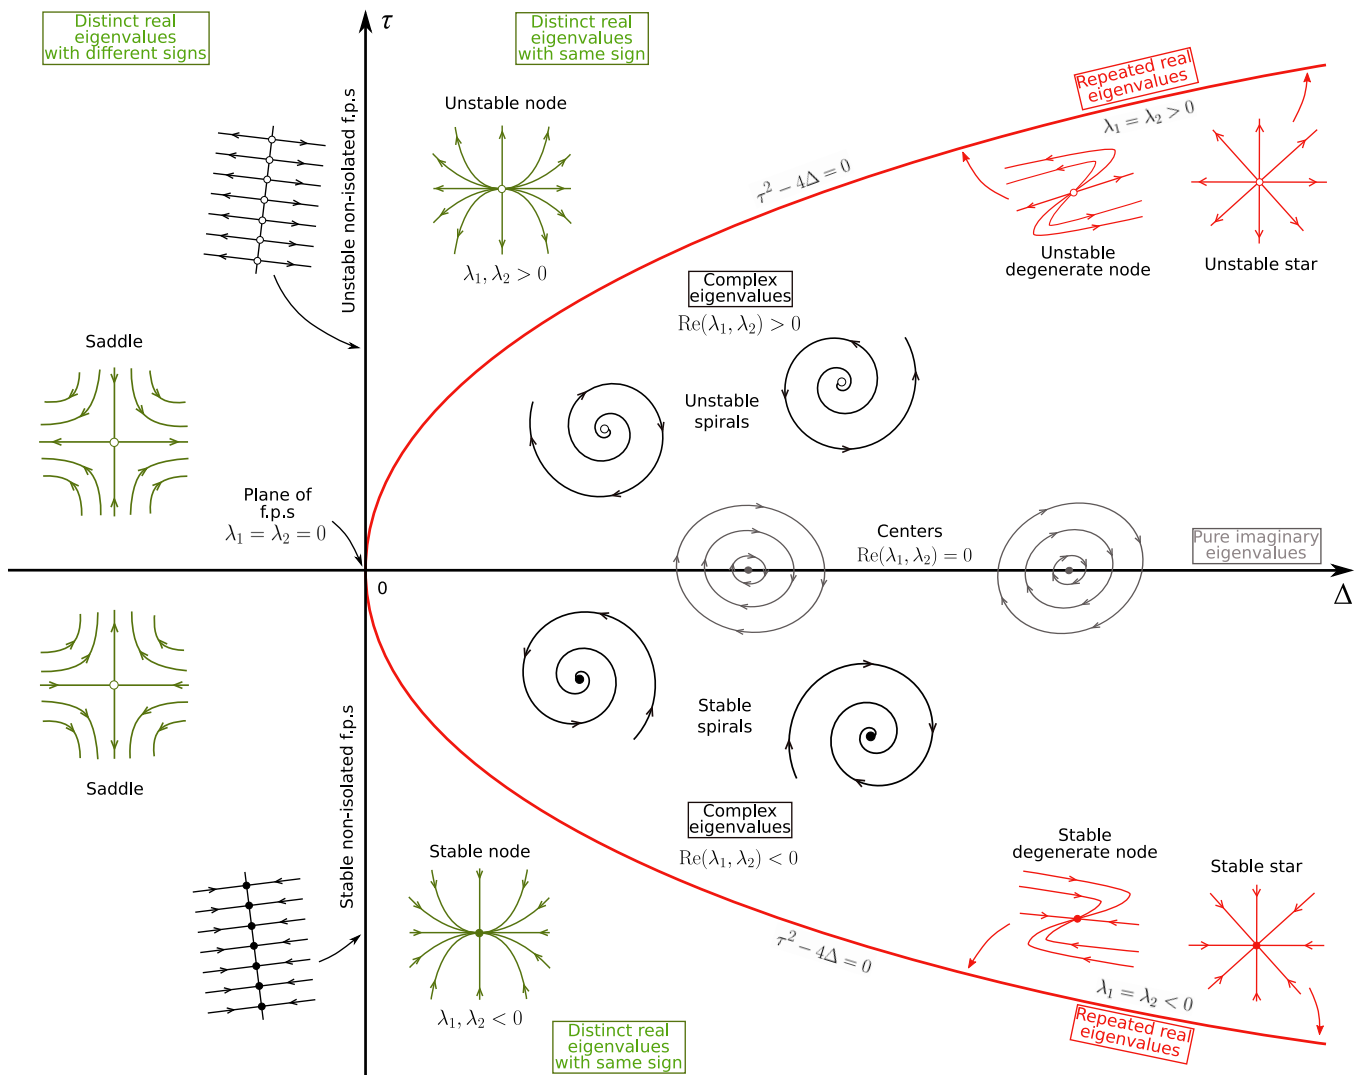 Distinct real
eigenvalues
with different signs
τ
Distinct real
eigenvalues
with same sign
Repeated real
eigenvalues
λ₁ = λ₂ > 0
Unstable non-isolated f.p.s
Unstable node
λ₁, λ₂ > 0
τ² − 4Δ = 0
Unstable
degenerate node
Unstable star
Complex
eigenvalues
Re(λ₁, λ₂) > 0
Saddle
Unstable
spirals
Plane of
f.p.s
λ₁ = λ₂ = 0
Centers
Re(λ₁, λ₂) = 0
Pure imaginary
eigenvalues
0
Δ
Stable
spirals
Saddle
Stable non-isolated f.p.s
Complex
eigenvalues
Re(λ₁, λ₂) < 0
Stable node
λ₁, λ₂ < 0
Stable
degenerate node
Stable star
τ² − 4Δ = 0
λ₁ = λ₂ < 0
Repeated real
eigenvalues
Distinct real
eigenvalues
with same sign